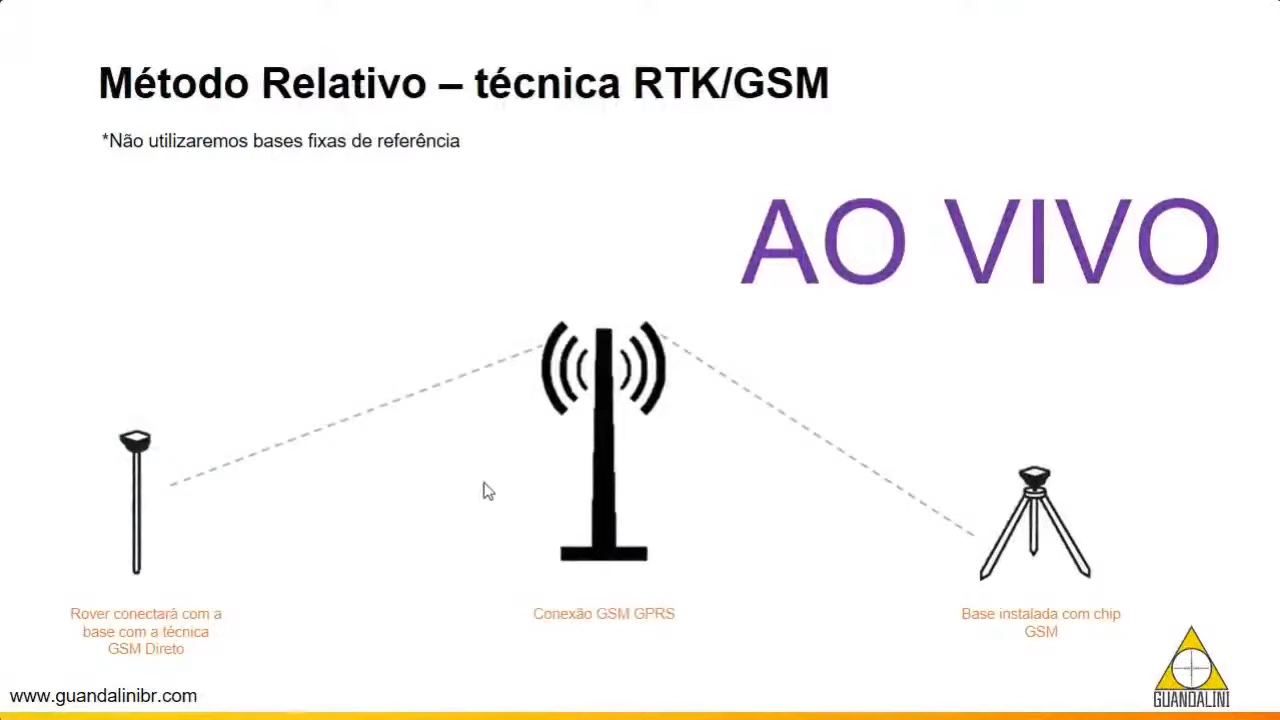 Método Relativo – técnica RTK/GSM
*Não utilizaremos bases fixas de referência
AO VIVO
Rover conectará com a
base com a técnica
GSM Direto
Conexão GSM GPRS
Base instalada com chip
GSM
www.guandalinibr.com
GUANDALINI